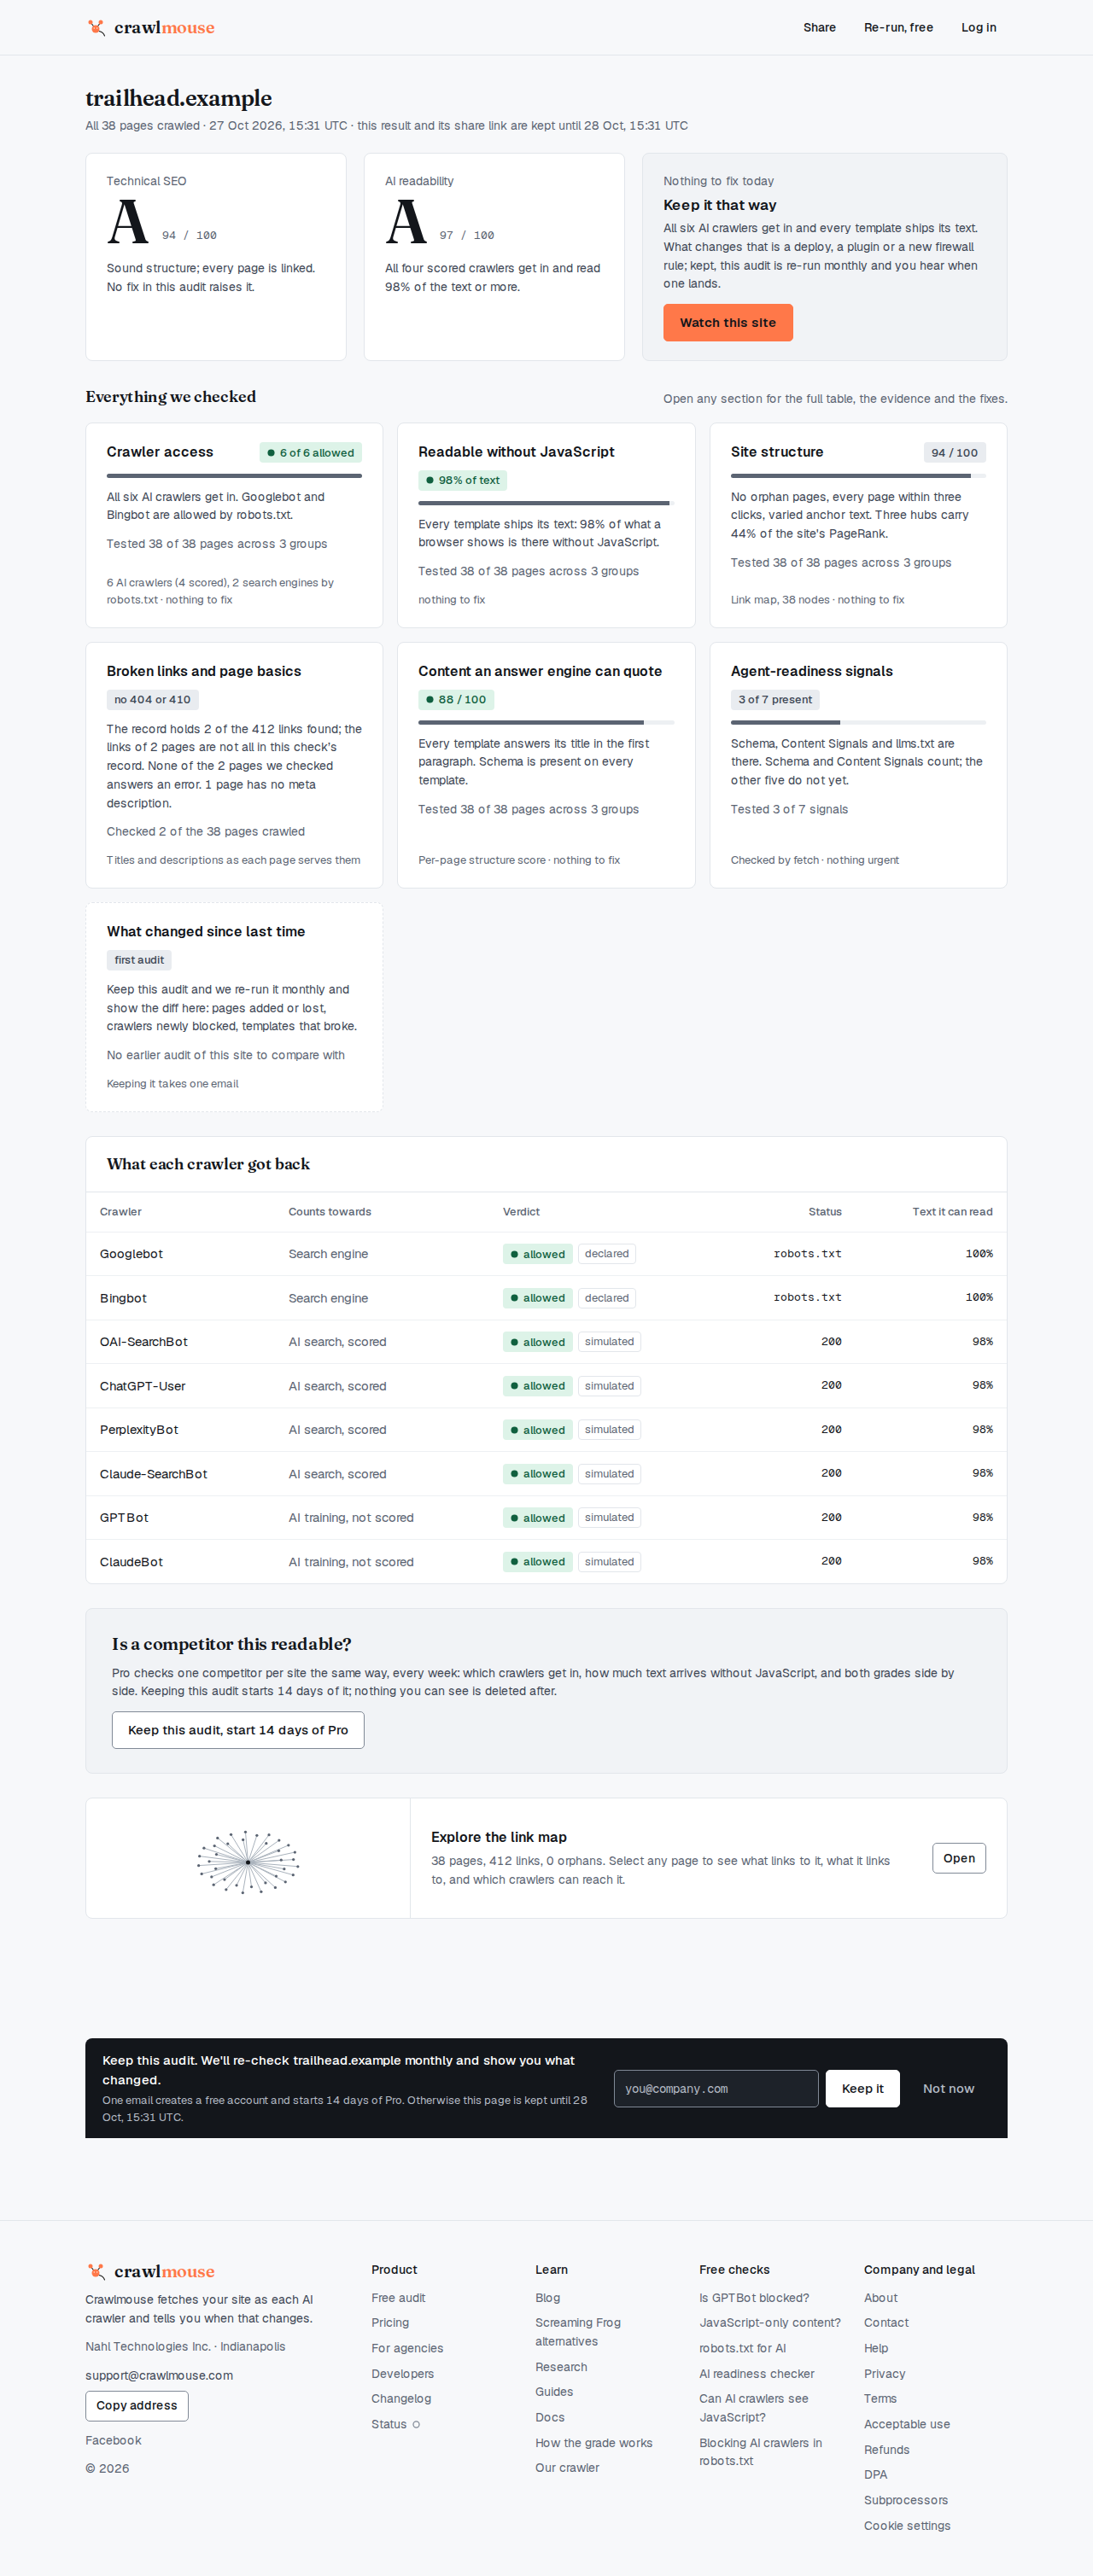 crawlmouse
Share
Re-run, free
Log in
trailhead.example
All 38 pages crawled · 27 Oct 2026, 15:31 UTC · this result and its share link are kept until 28 Oct, 15:31 UTC
Technical SEO
A 94 / 100
Sound structure; every page is linked.
No fix in this audit raises it.
AI readability
A 97 / 100
All four scored crawlers get in and read
98% of the text or more.
Nothing to fix today
Keep it that way
All six AI crawlers get in and every template ships its text.
What changes that is a deploy, a plugin or a new firewall
rule; kept, this audit is re-run monthly and you hear when
one lands.
Watch this site
Everything we checked
Open any section for the full table, the evidence and the fixes.
Crawler access
6 of 6 allowed
All six AI crawlers get in. Googlebot and
Bingbot are allowed by robots.txt.
Tested 38 of 38 pages across 3 groups
6 AI crawlers (4 scored), 2 search engines by
robots.txt · nothing to fix
Readable without JavaScript
98% of text
Every template ships its text: 98% of what a
browser shows is there without JavaScript.
Tested 38 of 38 pages across 3 groups
nothing to fix
Site structure
94 / 100
No orphan pages, every page within three
clicks, varied anchor text. Three hubs carry
44% of the site's PageRank.
Tested 38 of 38 pages across 3 groups
Link map, 38 nodes · nothing to fix
Broken links and page basics
no 404 or 410
The record holds 2 of the 412 links found; the
links of 2 pages are not all in this check's
record. None of the 2 pages we checked
answers an error. 1 page has no meta
description.
Checked 2 of the 38 pages crawled
Titles and descriptions as each page serves them
Content an answer engine can quote
88 / 100
Every template answers its title in the first
paragraph. Schema is present on every
template.
Tested 38 of 38 pages across 3 groups
Per-page structure score · nothing to fix
Agent-readiness signals
3 of 7 present
Schema, Content Signals and llms.txt are
there. Schema and Content Signals count; the
other five do not yet.
Tested 3 of 7 signals
Checked by fetch · nothing urgent
What changed since last time
first audit
Keep this audit and we re-run it monthly and
show the diff here: pages added or lost,
crawlers newly blocked, templates that broke.
No earlier audit of this site to compare with
Keeping it takes one email
What each crawler got back
Crawler Counts towards Verdict Status Text it can read
Googlebot Search engine allowed declared robots.txt 100%
Bingbot Search engine allowed declared robots.txt 100%
OAI-SearchBot AI search, scored allowed simulated 200 98%
ChatGPT-User AI search, scored allowed simulated 200 98%
PerplexityBot AI search, scored allowed simulated 200 98%
Claude-SearchBot AI search, scored allowed simulated 200 98%
GPTBot AI training, not scored allowed simulated 200 98%
ClaudeBot AI training, not scored allowed simulated 200 98%
Is a competitor this readable?
Pro checks one competitor per site the same way, every week: which crawlers get in, how much text arrives without JavaScript, and both grades side by
side. Keeping this audit starts 14 days of it; nothing you can see is deleted after.
Keep this audit, start 14 days of Pro
Explore the link map
38 pages, 412 links, 0 orphans. Select any page to see what links to it, what it links
to, and which crawlers can reach it.
Open
Keep this audit. We'll re-check trailhead.example monthly and show you what
changed.
One email creates a free account and starts 14 days of Pro. Otherwise this page is kept until 28
Oct, 15:31 UTC.
you@company.com
Keep it
Not now
crawlmouse
Crawlmouse fetches your site as each AI
crawler and tells you when that changes.
Nahl Technologies Inc. · Indianapolis
support@crawlmouse.com
Copy address
Facebook
© 2026
Product
Free audit
Pricing
For agencies
Developers
Changelog
Status
Learn
Blog
Screaming Frog
alternatives
Research
Guides
Docs
How the grade works
Our crawler
Free checks
Is GPTBot blocked?
JavaScript-only content?
robots.txt for AI
AI readiness checker
Can AI crawlers see
JavaScript?
Blocking AI crawlers in
robots.txt
Company and legal
About
Contact
Help
Privacy
Terms
Acceptable use
Refunds
DPA
Subprocessors
Cookie settings